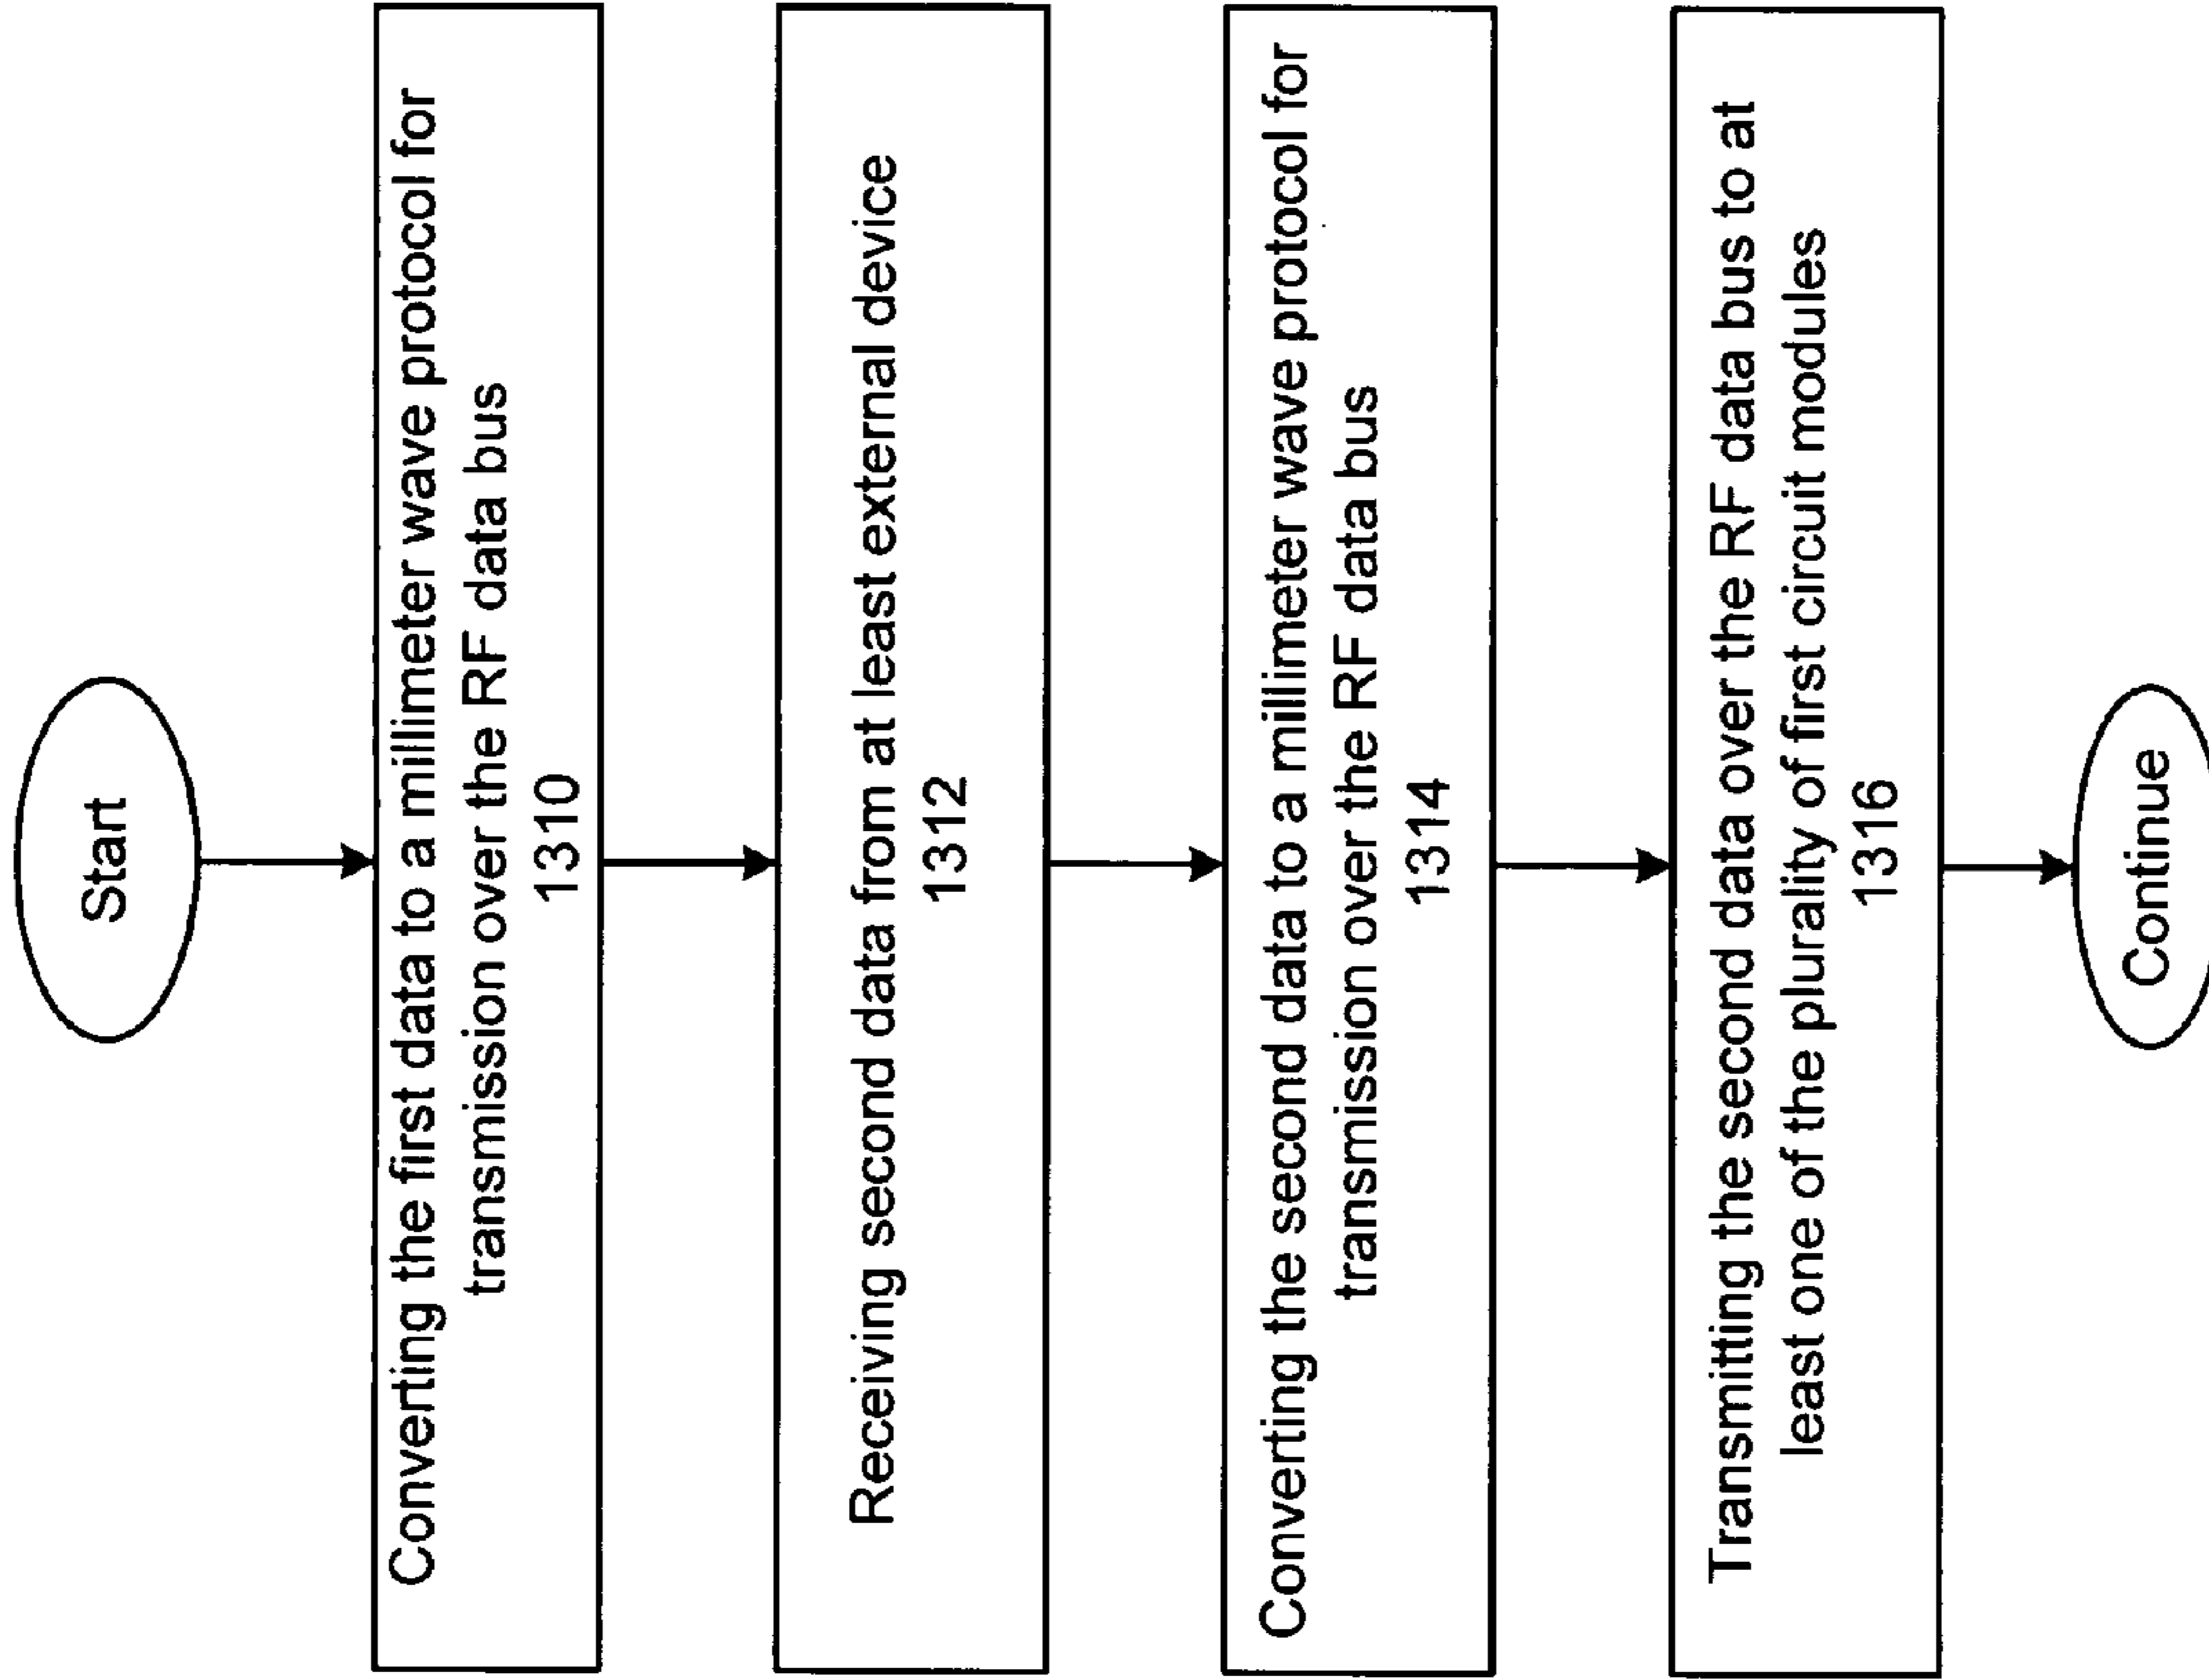 Start
Converting the first data to a millimeter wave protocol for
transmission over the RF data bus
1310
Receiving second data from at least external device
1312
Converting the second data to a millimeter wave protocol for
transmission over the RF data bus
1314
Transmitting the second data over the RF data bus to at
least one of the plurality of first circuit modules
1316
Continue